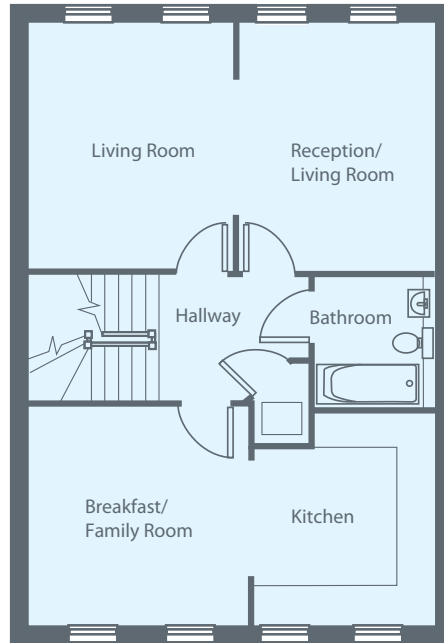 Living Room
Reception/
Living Room
Hallway
Bathroom
Breakfast/
Family Room
Kitchen